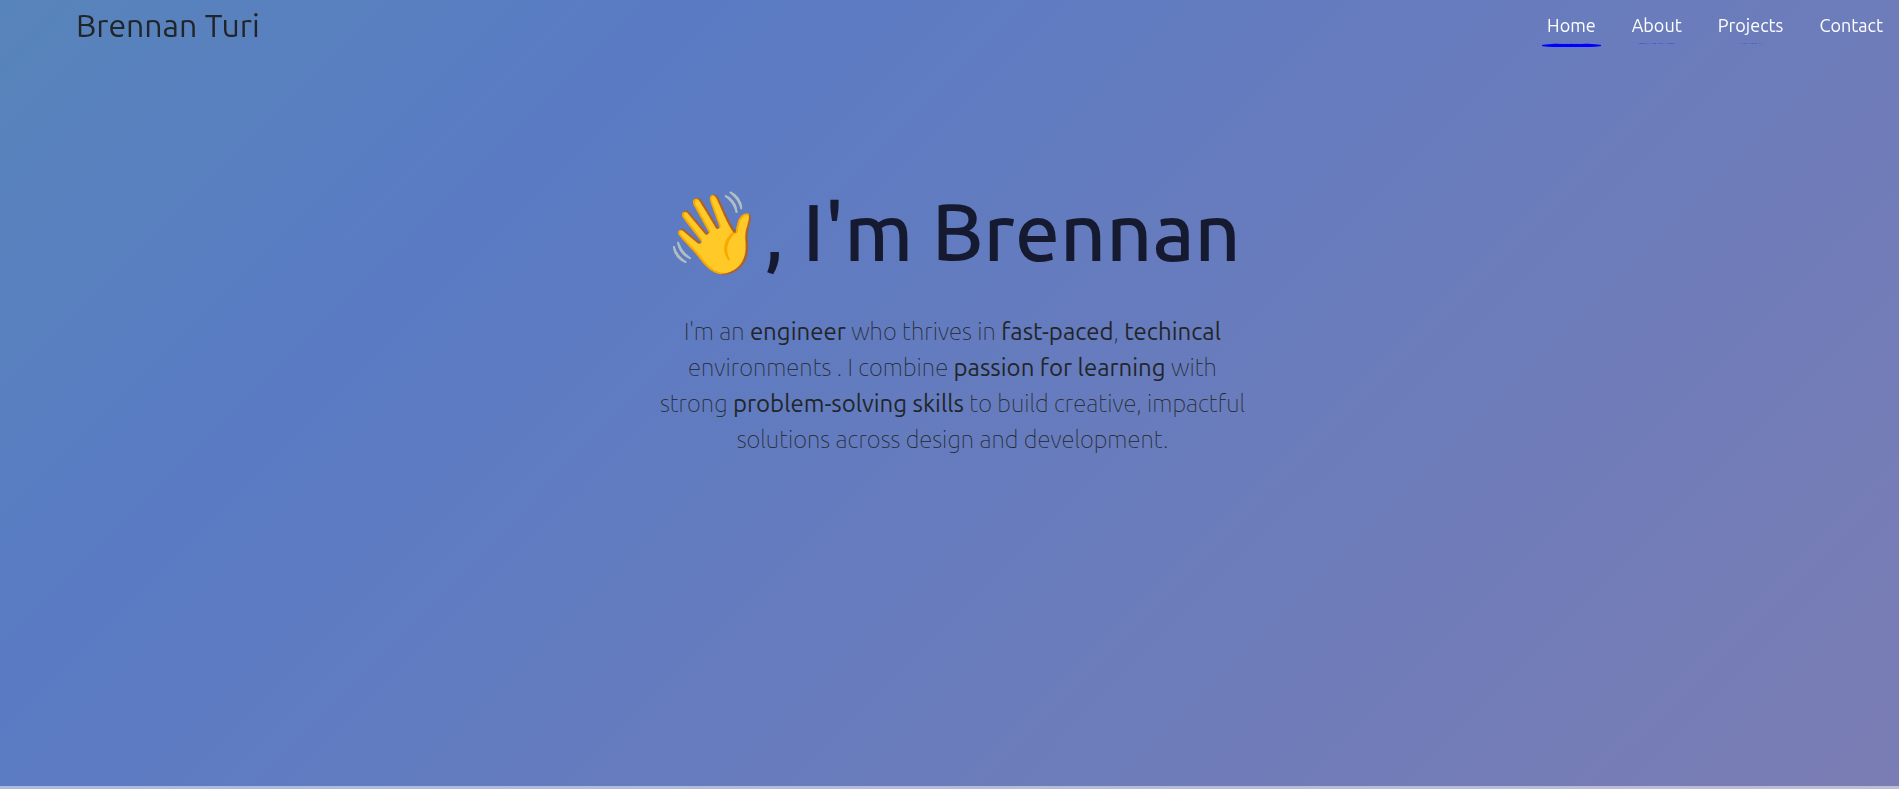 Brennan Turi
Home About Projects Contact
👋, I'm Brennan
I'm an engineer who thrives in fast-paced, techincal
environments . I combine passion for learning with
strong problem-solving skills to build creative, impactful
solutions across design and development.